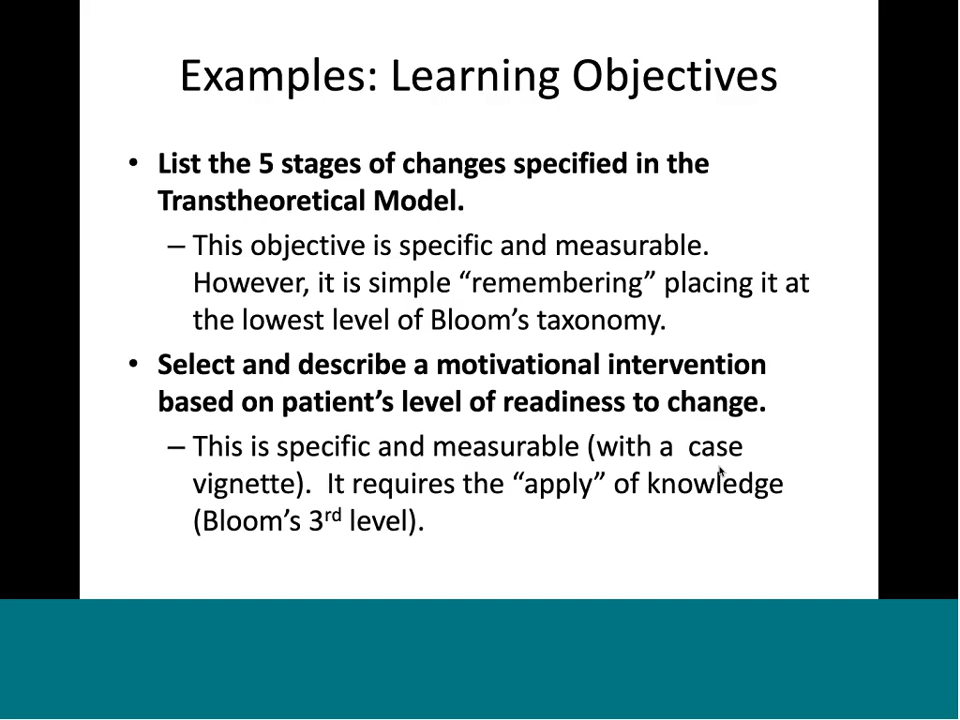 Examples: Learning Objectives
• List the 5 stages of changes specified in the
Transtheoretical Model.
– This objective is specific and measurable.
However, it is simple “remembering” placing it at
the lowest level of Bloom’s taxonomy.
• Select and describe a motivational intervention
based on patient’s level of readiness to change.
– This is specific and measurable (with a  case
vignette).  It requires the “apply” of knowledge
(Bloom’s 3rd level).